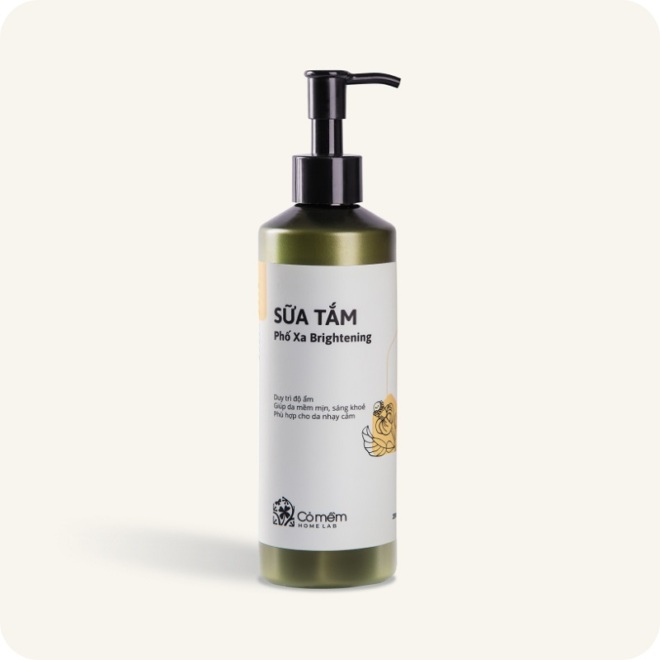 SỮA TẮM
Phố Xa Brightening
Duy trì độ ẩm
Giúp da mềm mịn, sáng khoẻ
Phù hợp cho da nhạy cảm
Cỏ mềm
HOME LAB